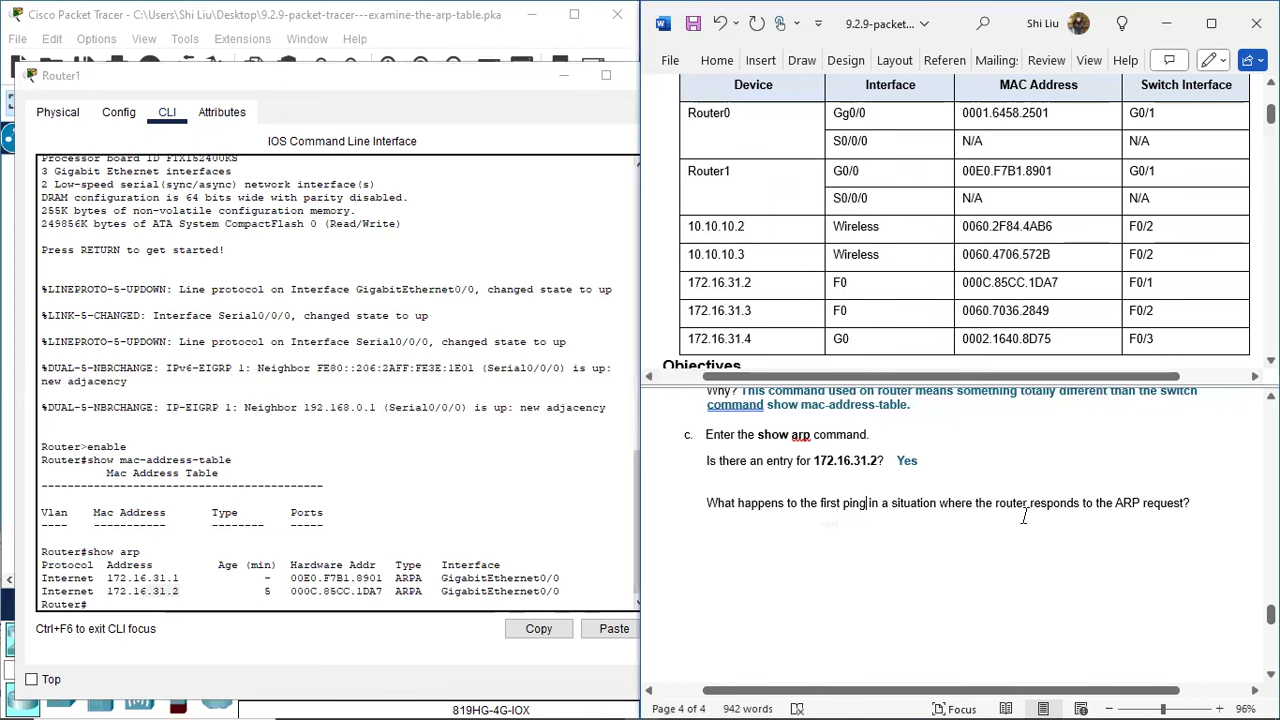 Cisco Packet Tracer - C:\Users\Shi Liu\Desktop\9.2.9-packet-tracer---examine-the-arp-table.pka
File Edit Options View Tools Extensions Window Help
Router1
Physical Config CLI Attributes
IOS Command Line Interface
Processor board ID FTX152400KS
3 Gigabit Ethernet interfaces
2 Low-speed serial(sync/async) network interface(s)
DRAM configuration is 64 bits wide with parity disabled.
255K bytes of non-volatile configuration memory.
249856K bytes of ATA System CompactFlash 0 (Read/Write)
Press RETURN to get started!
%LINEPROTO-5-UPDOWN: Line protocol on Interface GigabitEthernet0/0, changed state to up
%LINK-5-CHANGED: Interface Serial0/0/0, changed state to up
%LINEPROTO-5-UPDOWN: Line protocol on Interface Serial0/0/0, changed state to up
%DUAL-5-NBRCHANGE: IPv6-EIGRP 1: Neighbor FE80::206:2AFF:FE3E:1E01 (Serial0/0/0) is up:
new adjacency
%DUAL-5-NBRCHANGE: IP-EIGRP 1: Neighbor 192.168.0.1 (Serial0/0/0) is up: new adjacency
Router>enable
Router#show mac-address-table
Mac Address Table
-------------------------------------------
Vlan Mac Address Type Ports
---- ----------- -------- -----
Router#show arp
Protocol Address Age (min) Hardware Addr Type Interface
Internet 172.16.31.1 - 00E0.F7B1.8901 ARPA GigabitEthernet0/0
Internet 172.16.31.2 5 000C.85CC.1DA7 ARPA GigabitEthernet0/0
Router#
Ctrl+F6 to exit CLI focus Copy Paste
Top
819HG-4G-IOX
9.2.9-packet... Shi Liu
File Home Insert Draw Design Layout Referen Mailing: Review View Help
Device Interface MAC Address Switch Interface
Router0 Gg0/0 0001.6458.2501 G0/1
S0/0/0 N/A N/A
Router1 G0/0 00E0.F7B1.8901 G0/1
S0/0/0 N/A N/A
10.10.10.2 Wireless 0060.2F84.4AB6 F0/2
10.10.10.3 Wireless 0060.4706.572B F0/2
172.16.31.2 F0 000C.85CC.1DA7 F0/1
172.16.31.3 F0 0060.7036.2849 F0/2
172.16.31.4 G0 0002.1640.8D75 F0/3
Objectives
Why? This command used on router means something totally different than the switch
command show mac-address-table.
c. Enter the show arp command.
Is there an entry for 172.16.31.2? Yes
What happens to the first ping in a situation where the router responds to the ARP request?
Page 4 of 4 942 words Focus 96%